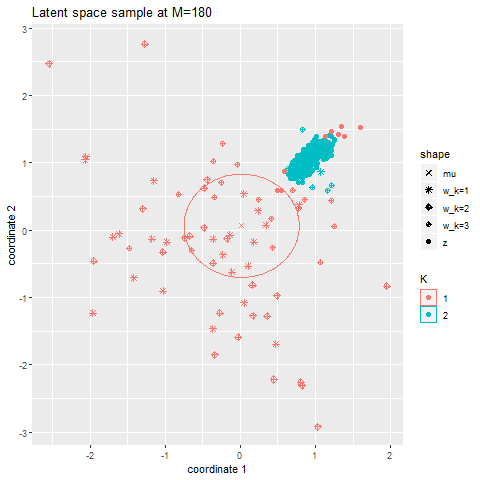 Latent space sample at M=180
3
2
1
0
-1
-2
-3
coordinate 2
-2
-1
0
1
2
coordinate 1
shape
mu
w_k=1
w_k=2
w_k=3
z
K
1
2